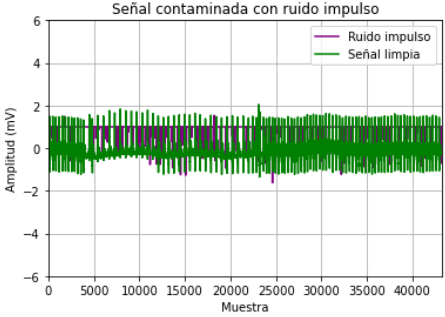 Señal contaminada con ruido impulso
Ruido impulso
Señal limpia
Amplitud (mV)
6
4
2
0
−2
−4
−6
0 5000 10000 15000 20000 25000 30000 35000 40000
Muestra